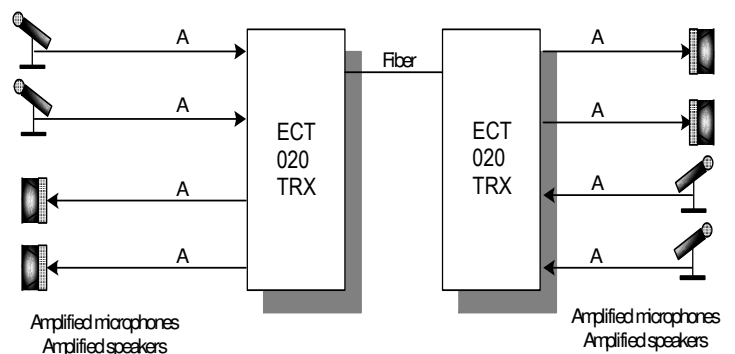 A
A
Fiber
A
A
ECT
020
TRX
ECT
020
TRX
A
A
A
A
Amplified microphones
Amplified speakers
Amplified microphones
Amplified speakers